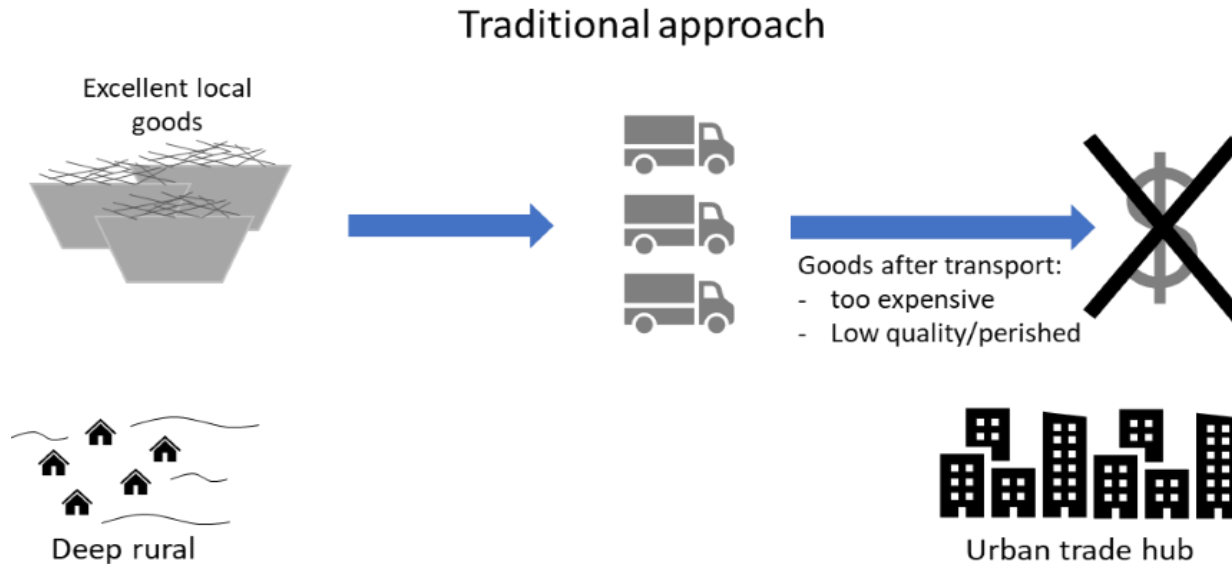 Traditional approach
Excellent local
goods
Goods after transport:
- too expensive
- Low quality/perished
Deep rural
Urban trade hub